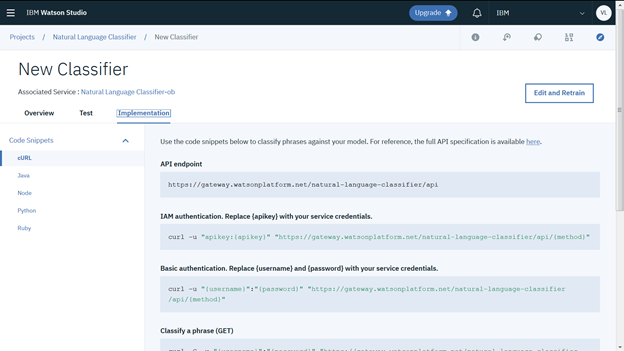 IBM Watson Studio
Upgrade
IBM
VL
Projects / Natural Language Classifier / New Classifier
New Classifier
Associated Service : Natural Language Classifier-ob
Edit and Retrain
Overview Test Implementation
Code Snippets
cURL
Java
Node
Python
Ruby
Use the code snippets below to classify phrases against your model. For reference, the full API specification is available here.
API endpoint
https://gateway.watsonplatform.net/natural-language-classifier/api
IAM authentication. Replace {apikey} with your service credentials.
curl -u "apikey:{apikey}" "https://gateway.watsonplatform.net/natural-language-classifier/api/{method}"
Basic authentication. Replace {username} and {password} with your service credentials.
curl -u "{username}":"{password}" "https://gateway.watsonplatform.net/natural-language-classifier
/api/{method}"
Classify a phrase (GET)